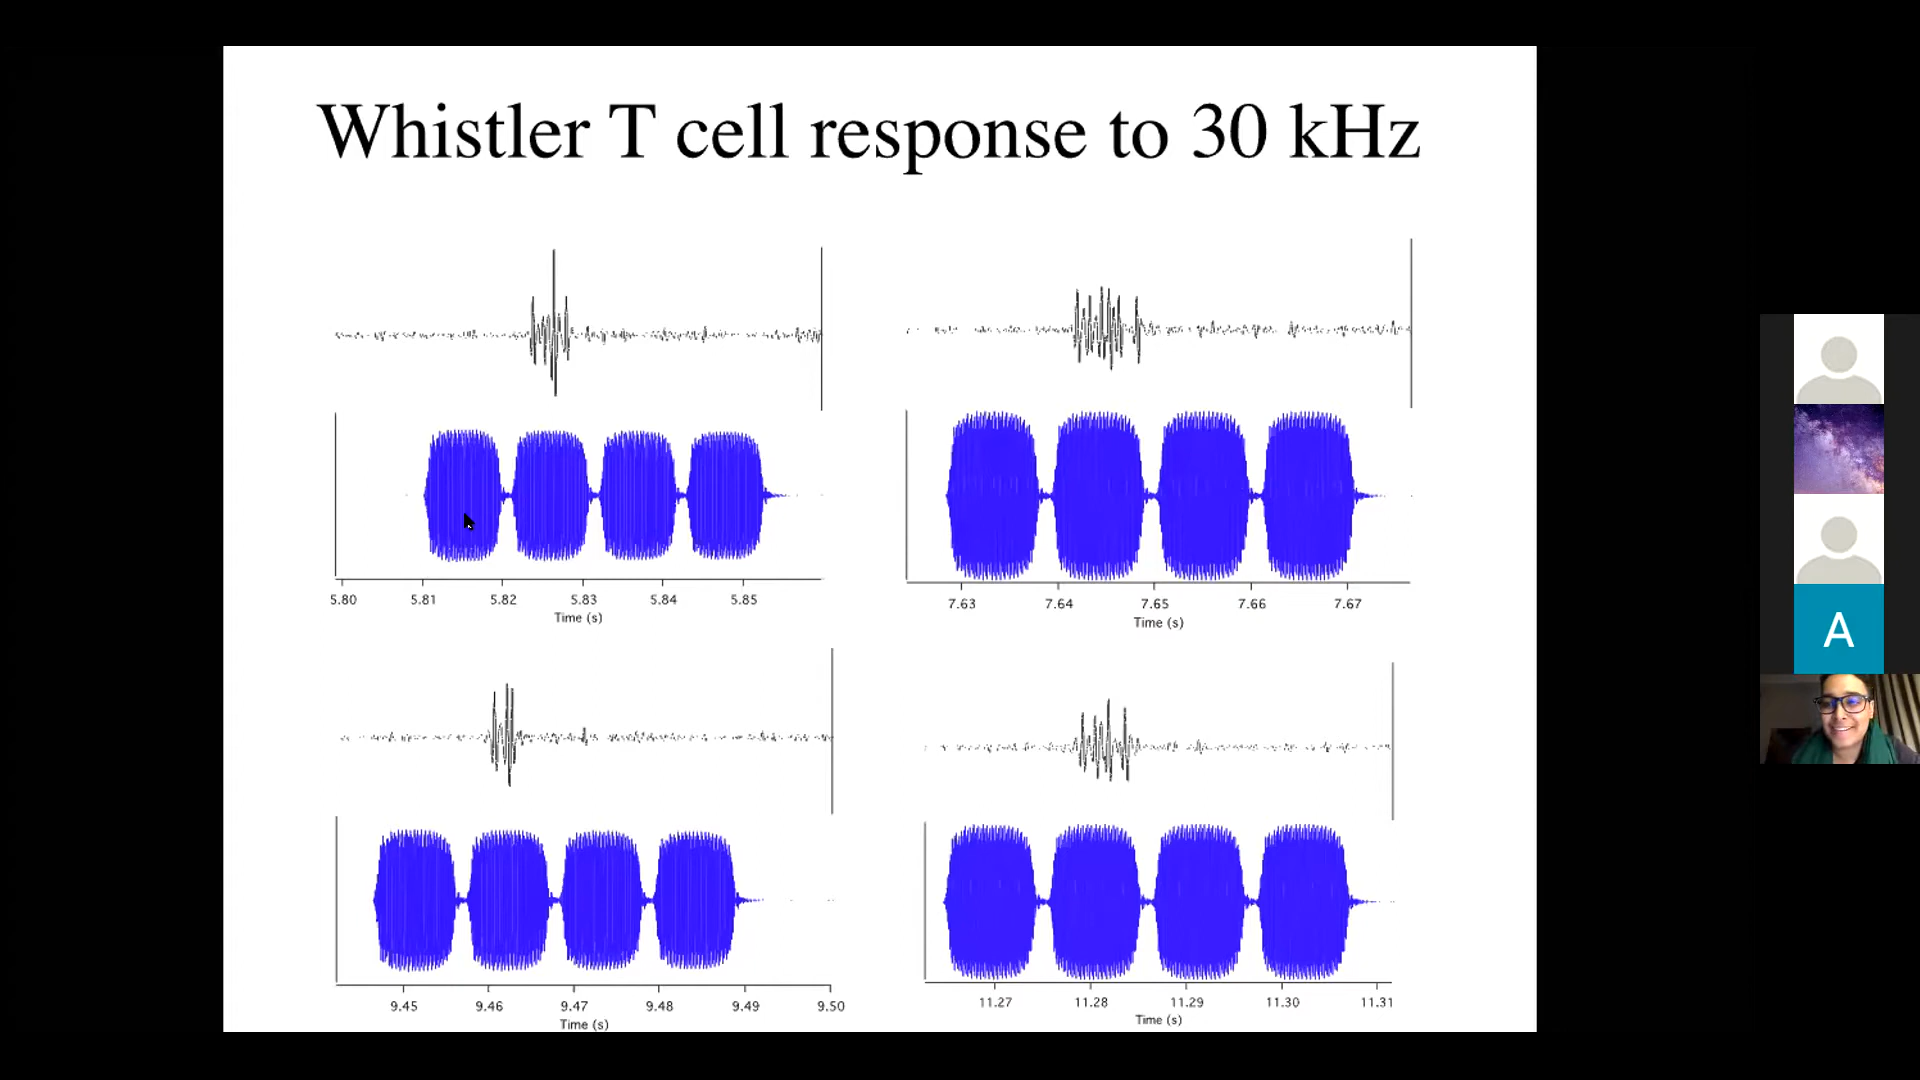 Whistler T cell response to 30 kHz
5.80 5.81 5.82 5.83 5.84 5.85
Time (s)
7.63 7.64 7.65 7.66 7.67
Time (s)
9.45 9.46 9.47 9.48 9.49 9.50
Time (s)
11.27 11.28 11.29 11.30 11.31
Time (s)
A